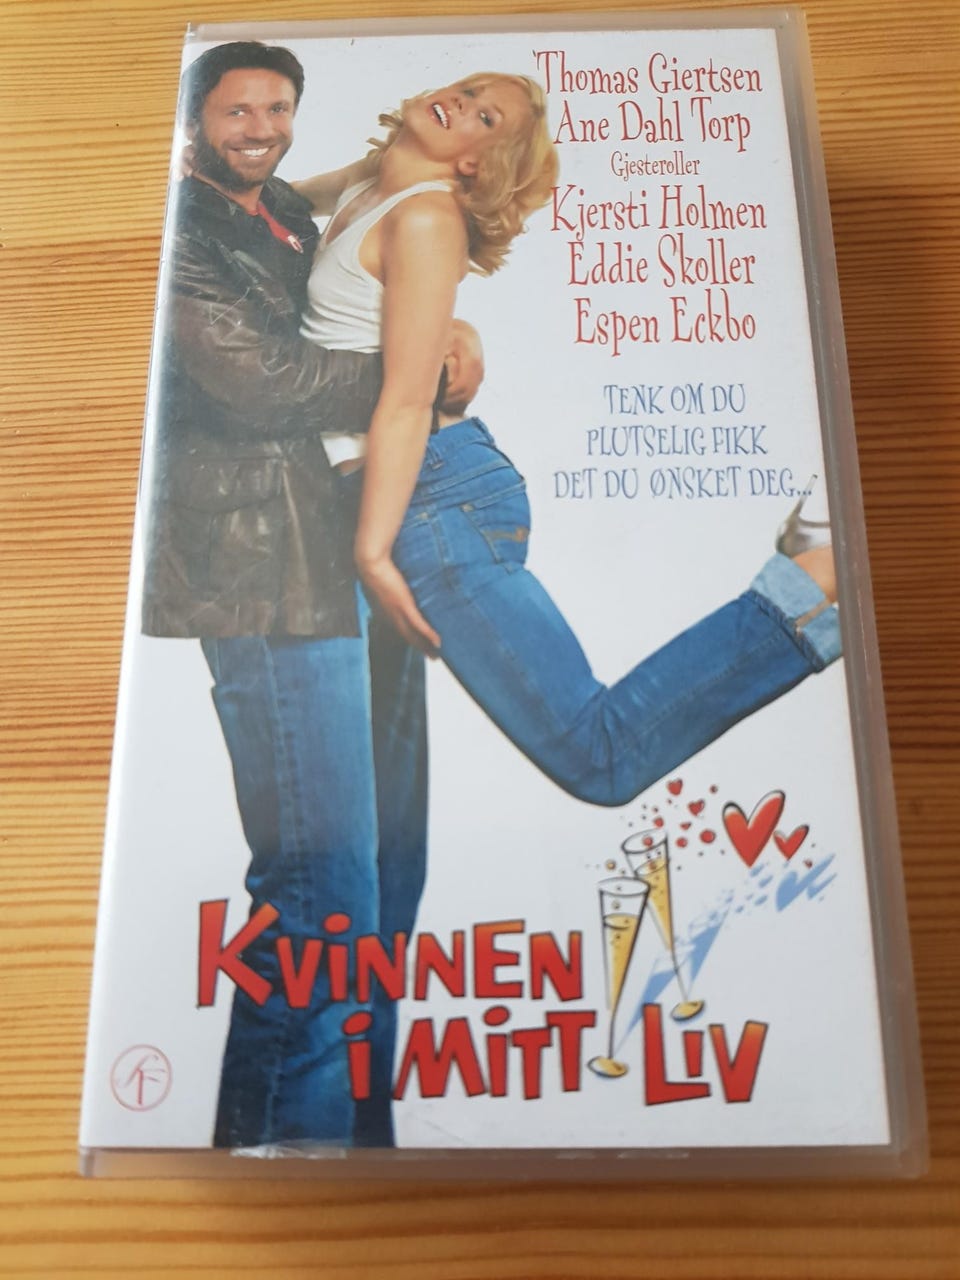 Thomas Giertsen
Ane Dahl Torp
Gjesteroller
Kjersti Holmen
Eddie Skoller
Espen Eckbo
TENK OM DU
PLUTSELIG FIKK
DET DU ØNSKET DEG...
KVINNEN
I MITT LIV
SF